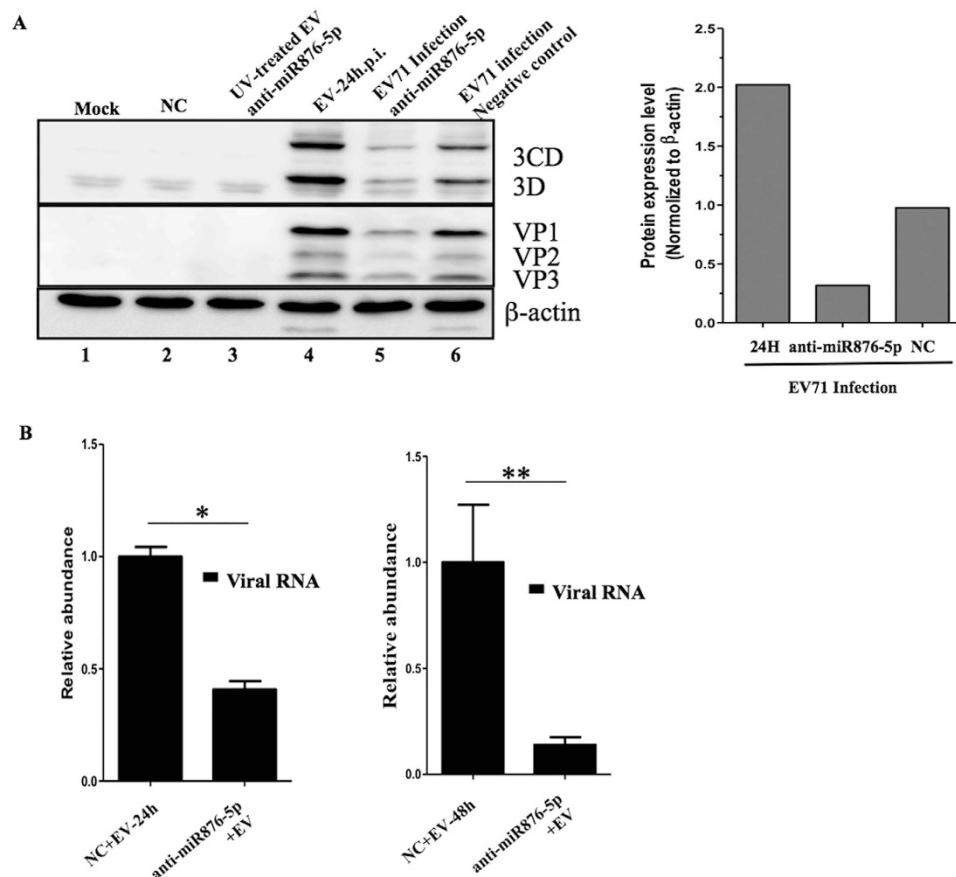 A
Mock
NC
UV-treated EV
anti-miR876-5p
EV-24h.p.i.
EV71 Infection
anti-miR876-5p
EV71 infection
Negative control
3CD
3D
VP1
VP2
VP3
β-actin
1 2 3 4 5 6
Protein expression level
(Normolized to β-actin)
2.0
1.5
1.0
0.5
0.0
24H anti-miR876-5p NC
EV71 Infection
B
Relative abundance
1.5
1.0
0.5
0.0
*
Viral RNA
NC+EV-24h
anti-miR876-5p
+EV
Relative abundance
1.5
1.0
0.5
0.0
**
Viral RNA
NC+EV-48h
anti-miR876-5p
+EV